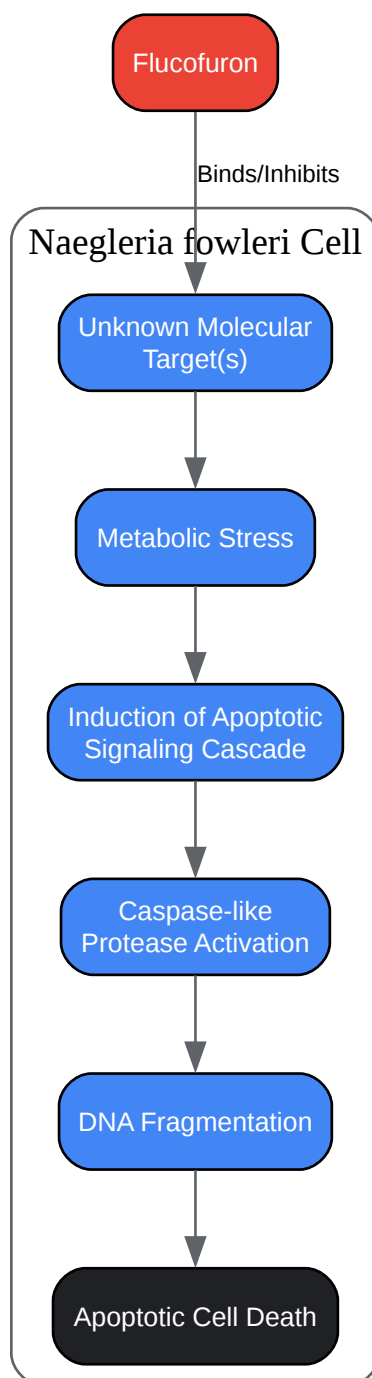 Flucofuron
Binds/Inhibits
Naegleria fowleri Cell
Unknown Molecular
Target(s)
Metabolic Stress
Induction of Apoptotic
Signaling Cascade
Caspase-like
Protease Activation
DNA Fragmentation
Apoptotic Cell Death